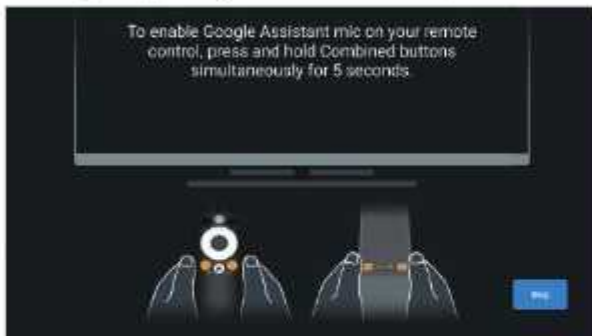 To enable Google Assistant mic on your remote
control, press and hold Combined buttons
simultaneously for 5 seconds.